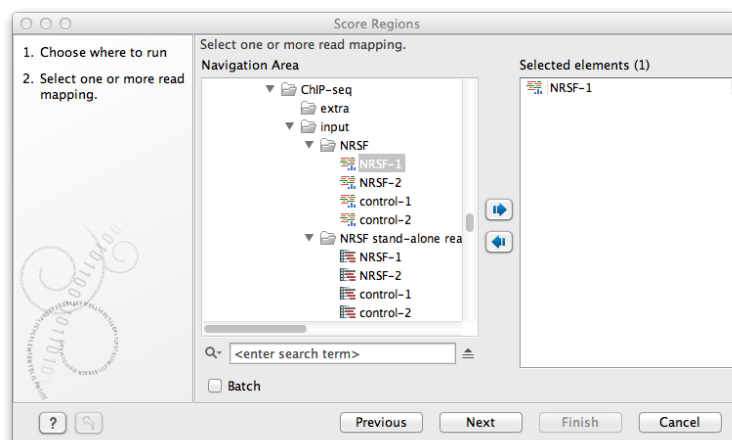 Score Regions
1. Choose where to run
2. Select one or more read
mapping.
Select one or more read mapping.
Navigation Area
ChIP-seq
extra
input
NRSF
NRSF-1
NRSF-2
control-1
control-2
NRSF stand-alone rea
NRSF-1
NRSF-2
control-1
control-2
<enter search term>
Batch
Selected elements (1)
NRSF-1
?
Previous
Next
Finish
Cancel